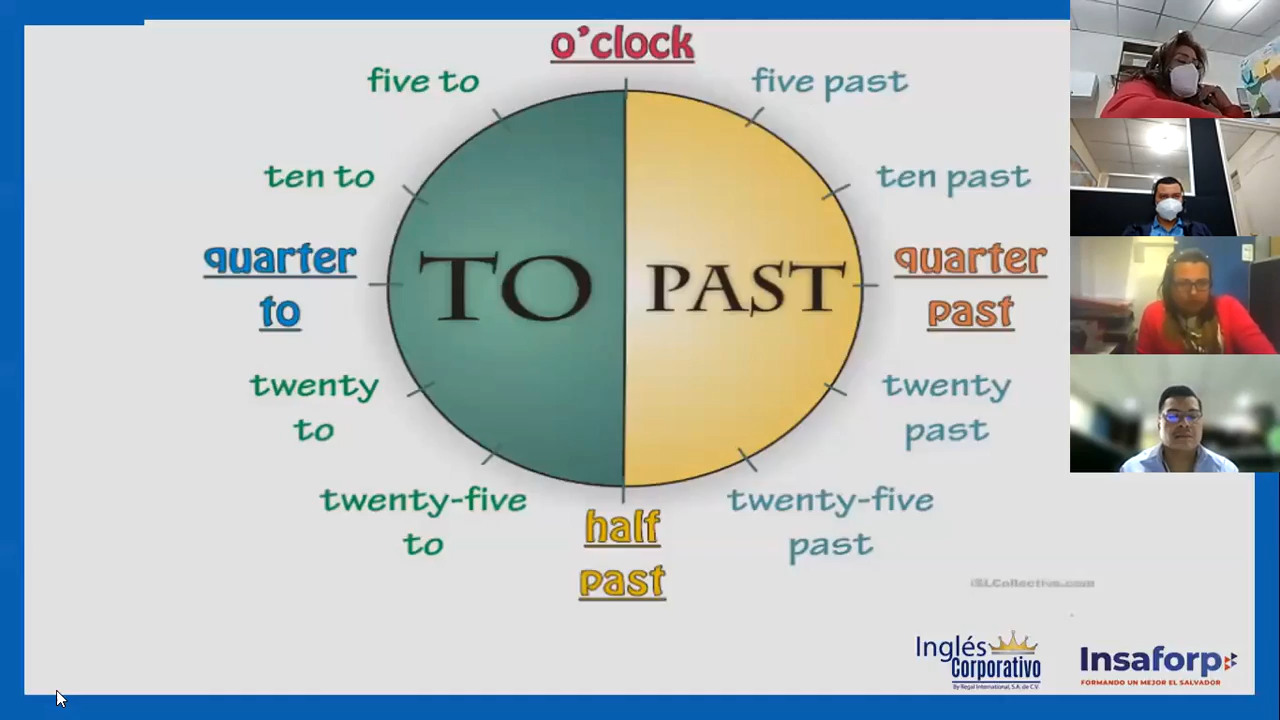 o'clock
five to
five past
ten to
ten past
quarter
to
TO
PAST
quarter
past
twenty
to
twenty
past
twenty-five
to
half
past
twenty-five
past
iSLCollective.com
Inglés
Corporativo
By Regal International, S.A. de C.V.
Insaforp
FORMANDO UN MEJOR EL SALVADOR